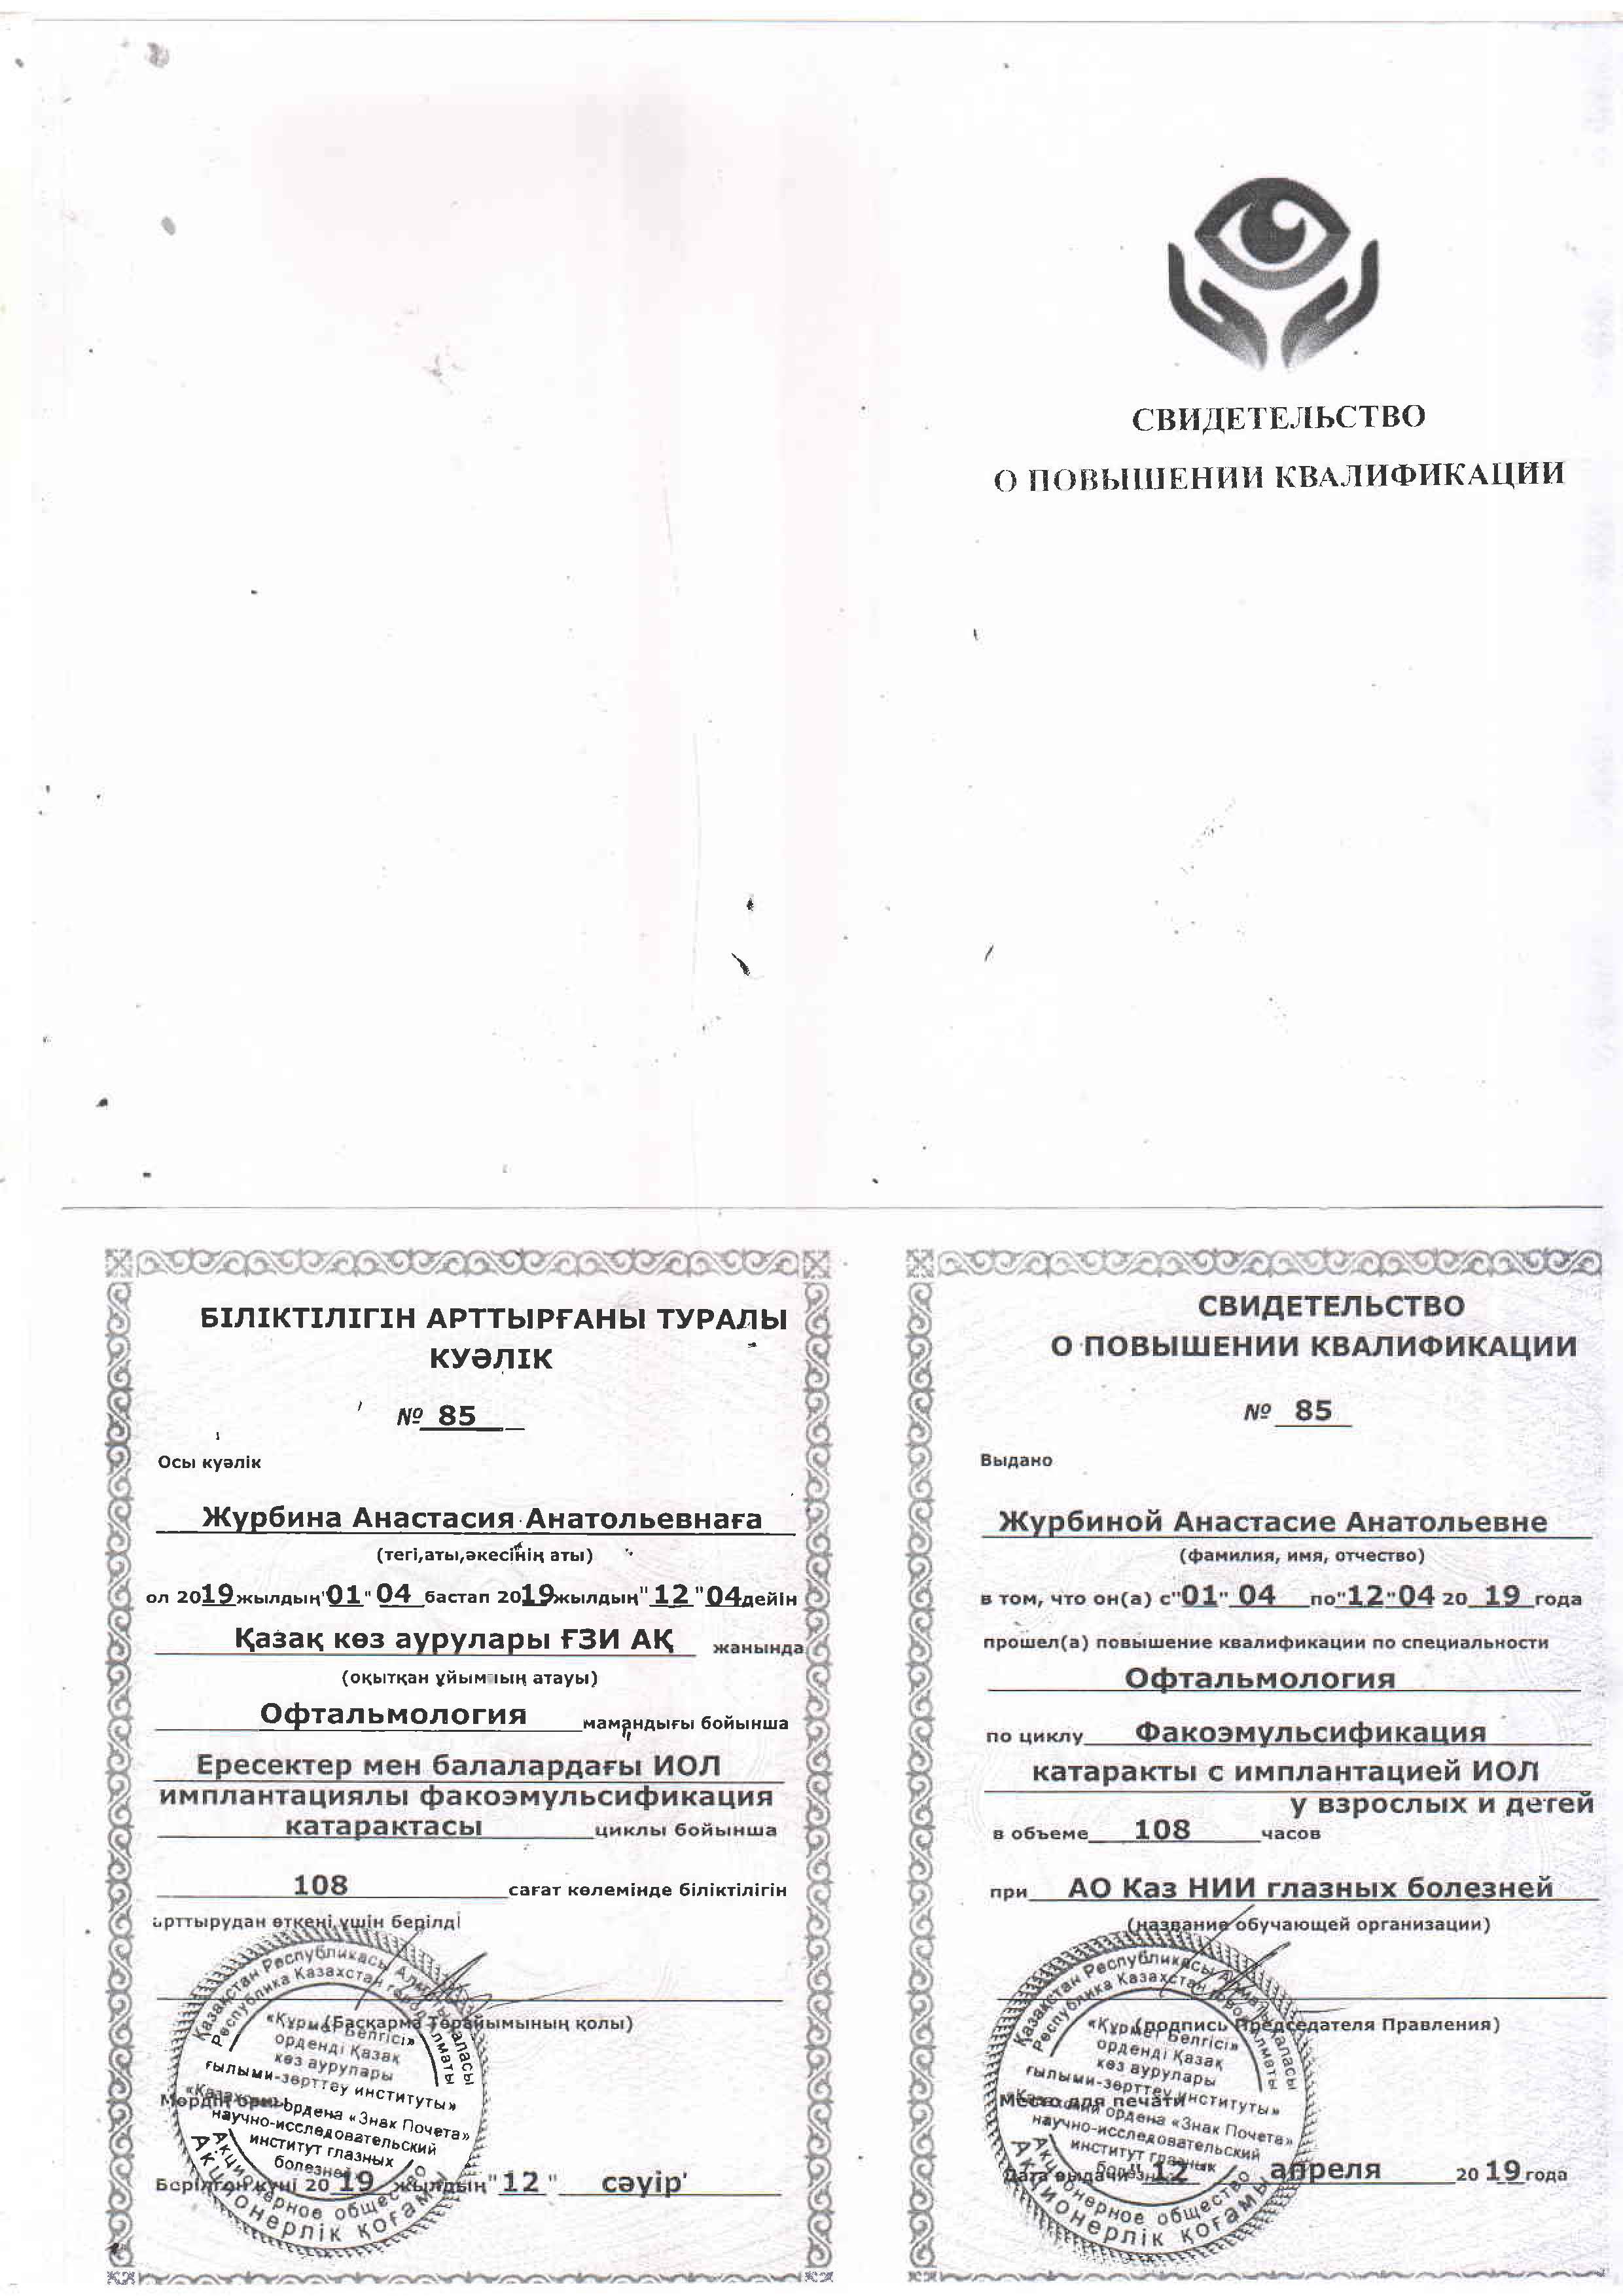 СВИДЕТЕЛЬСТВО
О ПОВЫШЕНИИ КВАЛИФИКАЦИИ
БІЛІКТІЛІГІН АРТТЫРҒАНЫ ТУРАЛЫ
КУӘЛІК
№ 85
Осы куәлік
Журбина Анастасия Анатольевнаға
(тегі,аты,әкесінің аты)
ол 2019жылдың"01" 04 бастап 2019жылдың" 12 "04дейін
Қазақ көз аурулары ҒЗИ АҚ жанында
(оқытқан ұйымның атауы)
Офтальмология мамандығы бойынша
Ересектер мен балалардағы ИОЛ
имплантациялы факоэмульсификация
катарактасы циклы бойынша
108 сағат көлемінде біліктілігін
арттырудан өткені үшін берілді
(Басқарма Төрайымының қолы)
Мөрдің орны
Берілген күні 20 19 жылдың "12" сәуір
Қазақстан Республикасы Алматы қаласы
Республика Казахстан город Алматы
«Құрмет Белгісі»
орденді Қазақ
көз аурулары
ғылыми-зерттеу институты»
«Казахский ордена «Знак Почета»
научно-исследовательский
институт глазных
болезней»
Акционерное общество
Акционерлік қоғамы
СВИДЕТЕЛЬСТВО
О ПОВЫШЕНИИ КВАЛИФИКАЦИИ
№ 85
Выдано
Журбиной Анастасие Анатольевне
(фамилия, имя, отчество)
в том, что он(а) с"01" 04 по"12"04 20 19 года
прошел(а) повышение квалификации по специальности
Офтальмология
по циклу Факоэмульсификация
катаракты с имплантацией ИОЛ
у взрослых и детей
в объеме 108 часов
при АО Каз НИИ глазных болезней
(название обучающей организации)
(подпись Председателя Правления)
Место для печати
Дата выдачи "12" апреля 20 19 года
Қазақстан Республикасы Алматы қаласы
Республика Казахстан город Алматы
«Құрмет Белгісі»
орденді Қазақ
көз аурулары
ғылыми-зерттеу институты»
«Казахский ордена «Знак Почета»
научно-исследовательский
институт глазных
болезней»
Акционерное общество
Акционерлік қоғамы